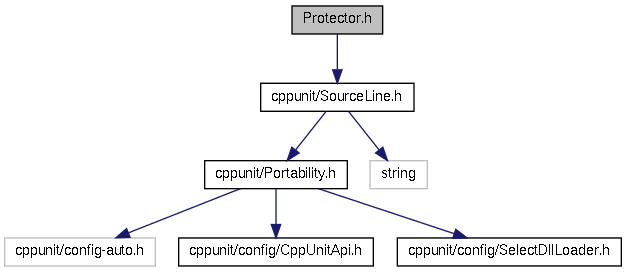 Protector.h
cppunit/SourceLine.h
cppunit/Portability.h
string
cppunit/config-auto.h
cppunit/config/CppUnitApi.h
cppunit/config/SelectDllLoader.h